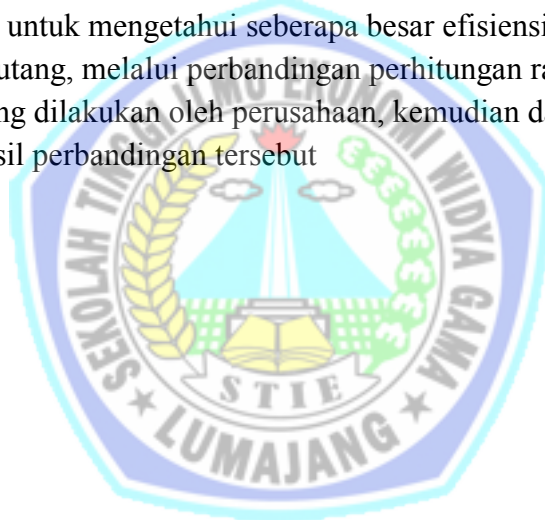 untuk mengetahui seberapa besar efisiensi
utang, melalui perbandingan perhitungan ra
ng dilakukan oleh perusahaan, kemudian da
sil perbandingan tersebut
SEKOLAH TINGGI ILMU EKONOMI WIDYA GAMA
STIE
LUMAJANG